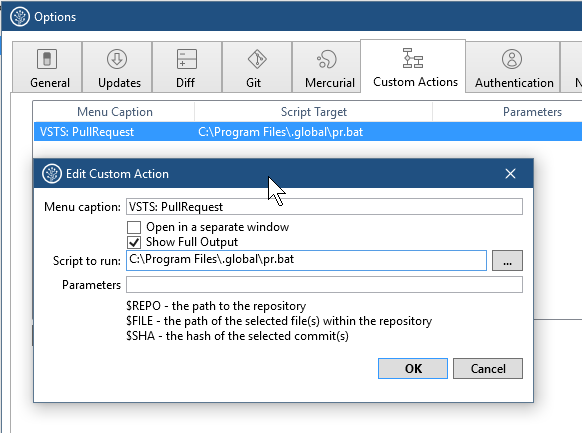 Options
General Updates Diff Git Mercurial Custom Actions Authentication N
Menu Caption Script Target Parameters
VSTS: PullRequest C:\Program Files\.global\pr.bat
Edit Custom Action
Menu caption: VSTS: PullRequest
Open in a separate window
Show Full Output
Script to run: C:\Program Files\.global\pr.bat ...
Parameters
$REPO - the path to the repository
$FILE - the path of the selected file(s) within the repository
$SHA - the hash of the selected commit(s)
OK Cancel